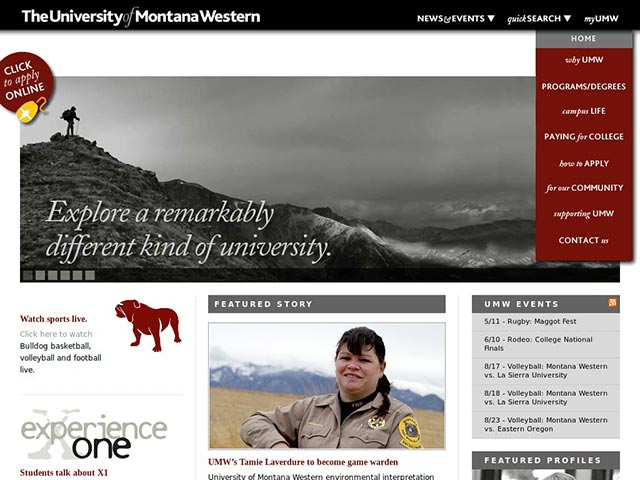 The University of Montana Western
NEWS & EVENTS ▼
quick SEARCH ▼
my UMW
CLICK
to apply
ONLINE
HOME
why UMW
PROGRAMS/DEGREES
campus LIFE
PAYING for COLLEGE
how to APPLY
for our COMMUNITY
supporting UMW
CONTACT us
Explore a remarkably
different kind of university.
Watch sports live.
Click here to watch
Bulldog basketball,
volleyball and football
live.
experience
X one
Students talk about X1
FEATURED STORY
UMW's Tamie Laverdure to become game warden
University of Montana Western environmental interpretation
UMW EVENTS
5/11 - Rugby: Maggot Fest
6/10 - Rodeo: College National
Finals
8/17 - Volleyball: Montana Western
vs. La Sierra University
8/18 - Volleyball: Montana Western
vs. La Sierra University
8/23 - Volleyball: Montana Western
vs. Eastern Oregon
FEATURED PROFILES